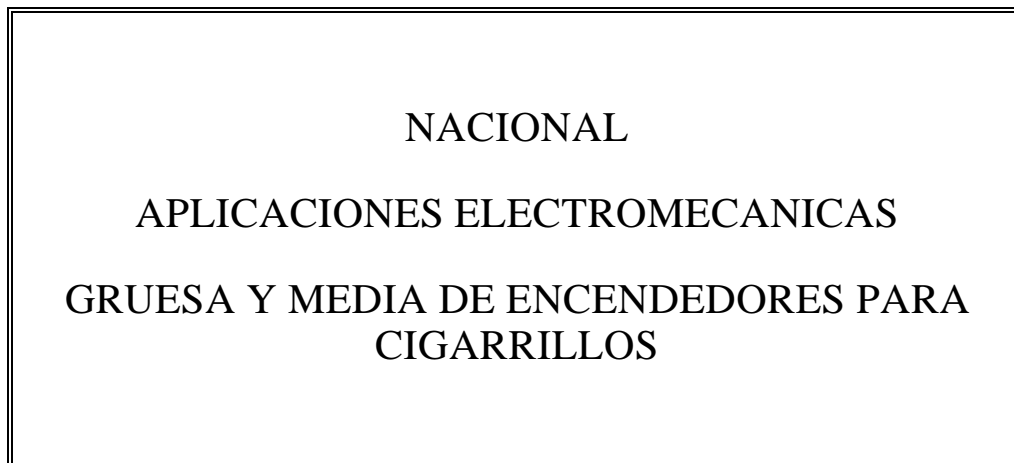 NACIONAL
APLICACIONES ELECTROMECANICAS
GRUESA Y MEDIA DE ENCENDEDORES PARA
CIGARRILLOS